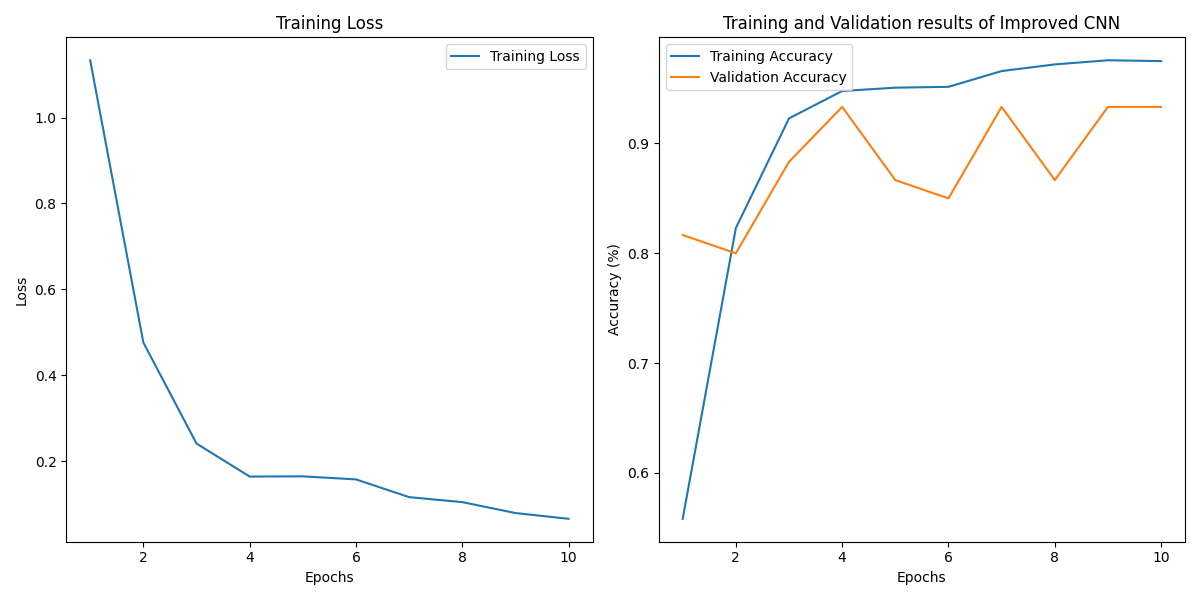 Training Loss
Training Loss
1.0
0.8
0.6
0.4
0.2
Loss
2 4 6 8 10
Epochs
Training and Validation results of Improved CNN
Training Accuracy
Validation Accuracy
0.9
0.8
0.7
0.6
Accuracy (%)
2 4 6 8 10
Epochs